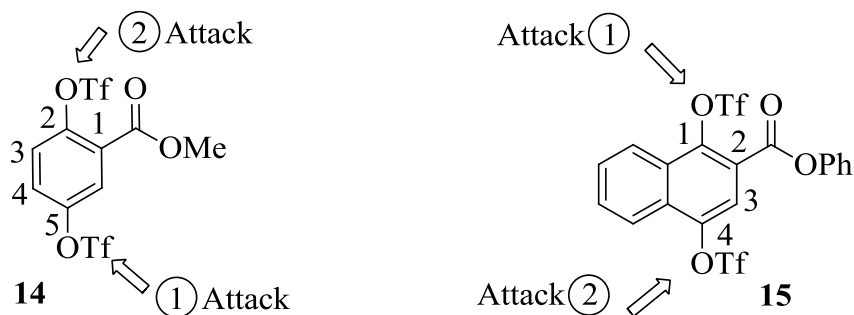 ② Attack
OTf
O
2
1
3
OMe
4
5
OTf
14
① Attack
Attack ①
OTf
O
1
2
OPh
3
4
OTf
Attack ②
15